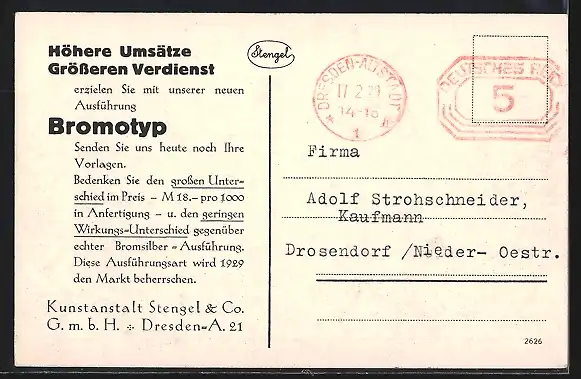 Höhere Umsätze
Größeren Verdienst
erzielen Sie mit unserer neuen
Ausführung
Bromotyp
Senden Sie uns heute noch Ihre
Vorlagen.
Bedenken Sie den großen Unter-
schied im Preis - M 18.- pro 1000
in Anfertigung - u. den geringen
Wirkungs-Unterschied gegenüber
echter Bromsilber-Ausführung.
Diese Ausführungsart wird 1929
den Markt beherrschen.
Kunstanstalt Stengel & Co.
G. m. b. H. ÷ Dresden-A. 21
Stengel
DRESDEN-ALTSTADT
17 2 29
14-15
* 1 n
DEUTSCHES REICH
5
Firma
Adolf Strohschneider,
Kaufmann
Drosendorf /Nieder- Oestr.
2626